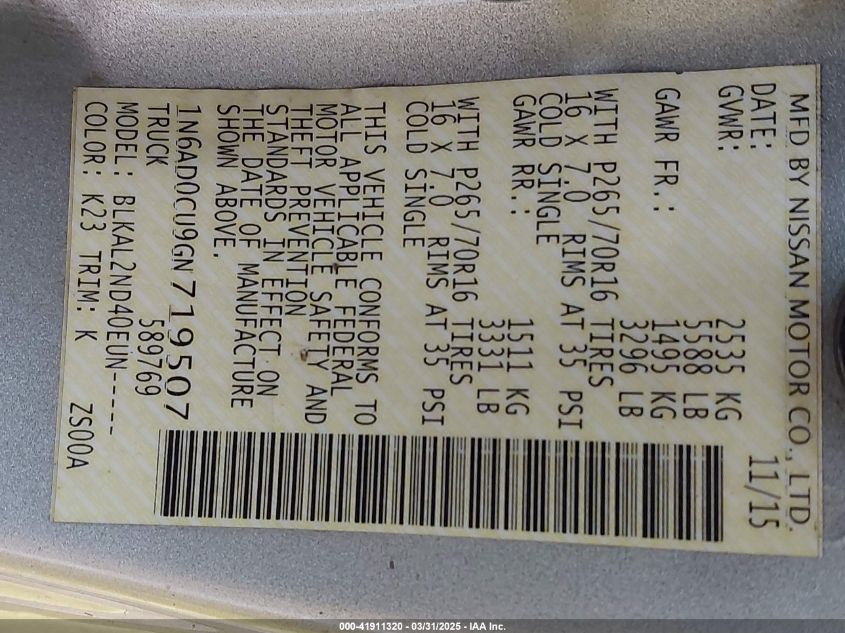 MFD BY NISSAN MOTOR CO., LTD.
DATE: 11/15
GVWR: 2535 KG
5588 LB
GAWR FR.: 1495 KG
3296 LB
WITH P265/70R16 TIRES
16 X 7.0 RIMS AT 35 PSI
COLD SINGLE
GAWR RR.: 1511 KG
3331 LB
WITH P265/70R16 TIRES
16 X 7.0 RIMS AT 35 PSI
COLD SINGLE
THIS VEHICLE CONFORMS TO
ALL APPLICABLE FEDERAL
MOTOR VEHICLE SAFETY AND
THEFT PREVENTION
STANDARDS IN EFFECT ON
THE DATE OF MANUFACTURE
SHOWN ABOVE.
1N6AD0CU9GN719507
TRUCK 589769
MODEL: BLKAL2ND40EUN-----
COLOR: K23 TRIM: K ZS00A
000-41911320 - 03/31/2025 - IAA Inc.